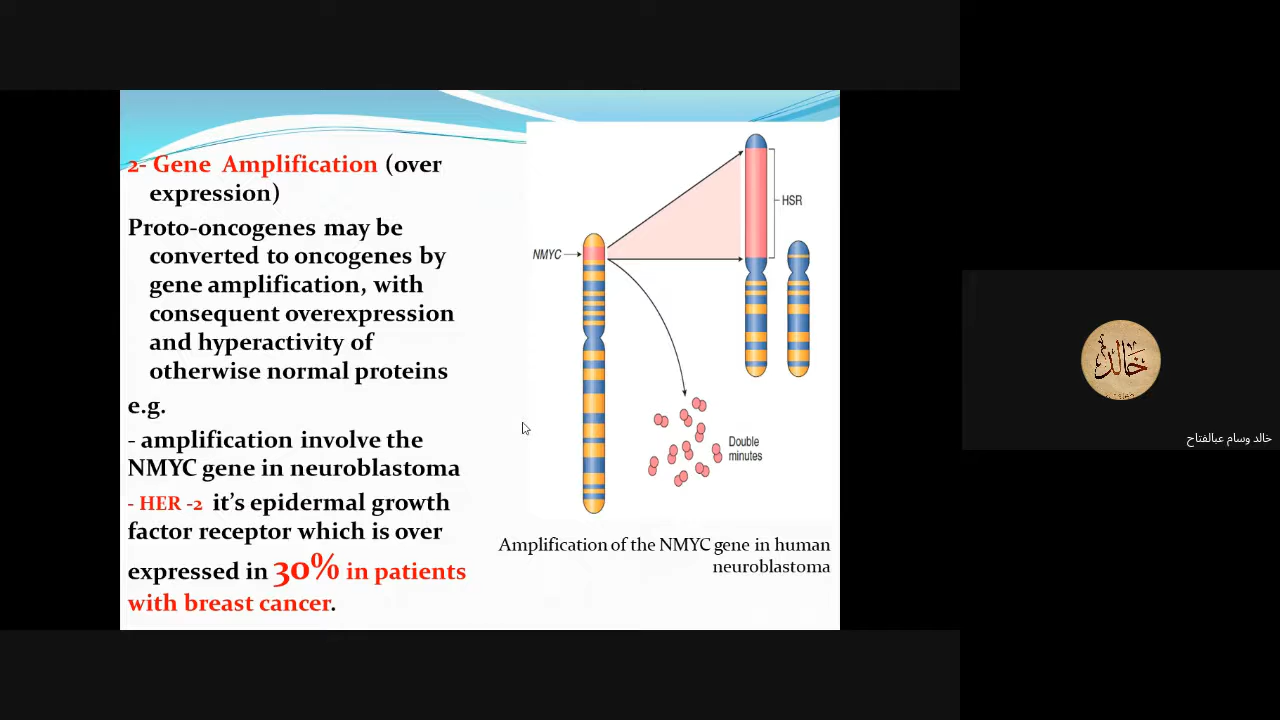 2- Gene Amplification (over
expression)
Proto-oncogenes may be
converted to oncogenes by
gene amplification, with
consequent overexpression
and hyperactivity of
otherwise normal proteins
e.g.
- amplification involve the
NMYC gene in neuroblastoma
- HER -2 it's epidermal growth
factor receptor which is over
expressed in 30% in patients
with breast cancer.
NMYC
HSR
Double
minutes
Amplification of the NMYC gene in human
neuroblastoma
خالد
خالد وسام عبالفتاح